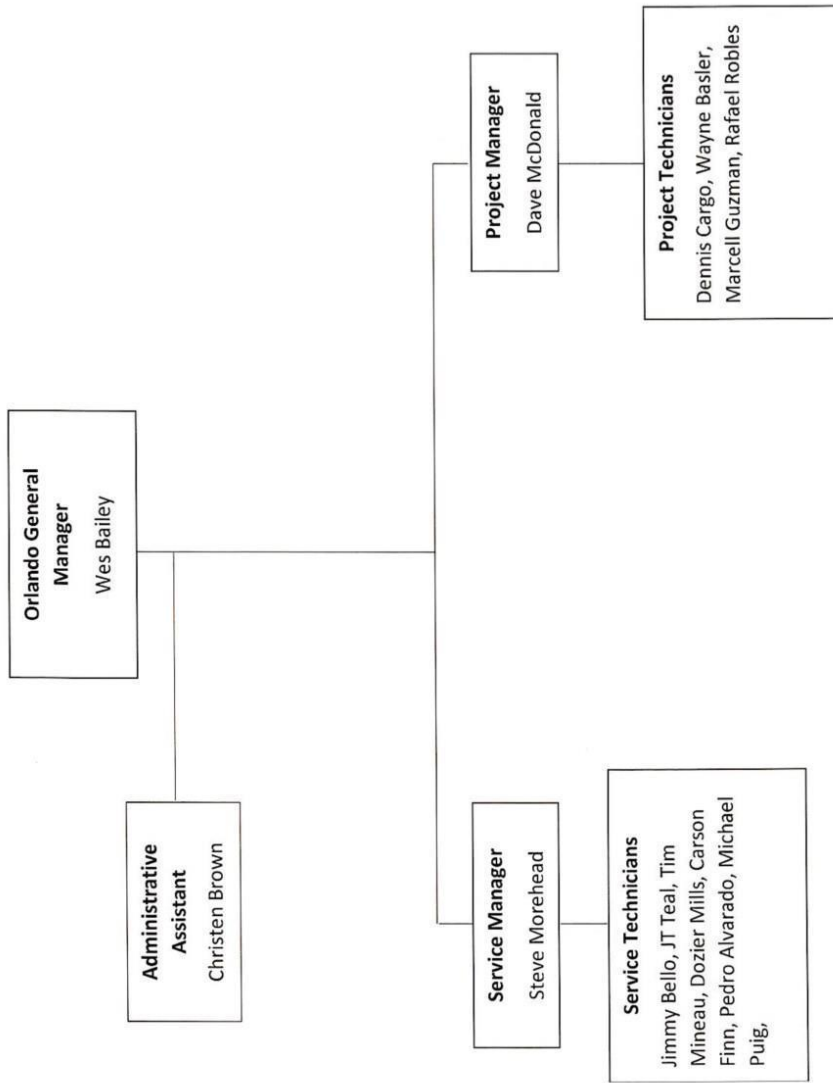 Orlando General
Manager
Wes Bailey
Administrative
Assistant
Christen Brown
Service Manager
Steve Morehead
Project Manager
Dave McDonald
Service Technicians
Jimmy Bello, JT Teal, Tim
Mineau, Dozier Mills, Carson
Finn, Pedro Alvarado, Michael
Puig,
Project Technicians
Dennis Cargo, Wayne Basler,
Marcell Guzman, Rafael Robles